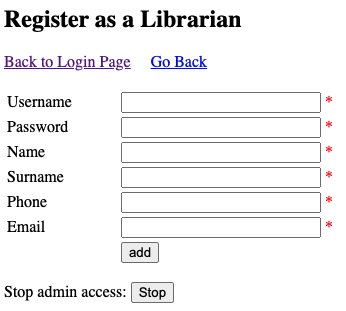 Register as a Librarian
Back to Login Page Go Back
Username *
Password *
Name *
Surname *
Phone *
Email *
add
Stop admin access: Stop